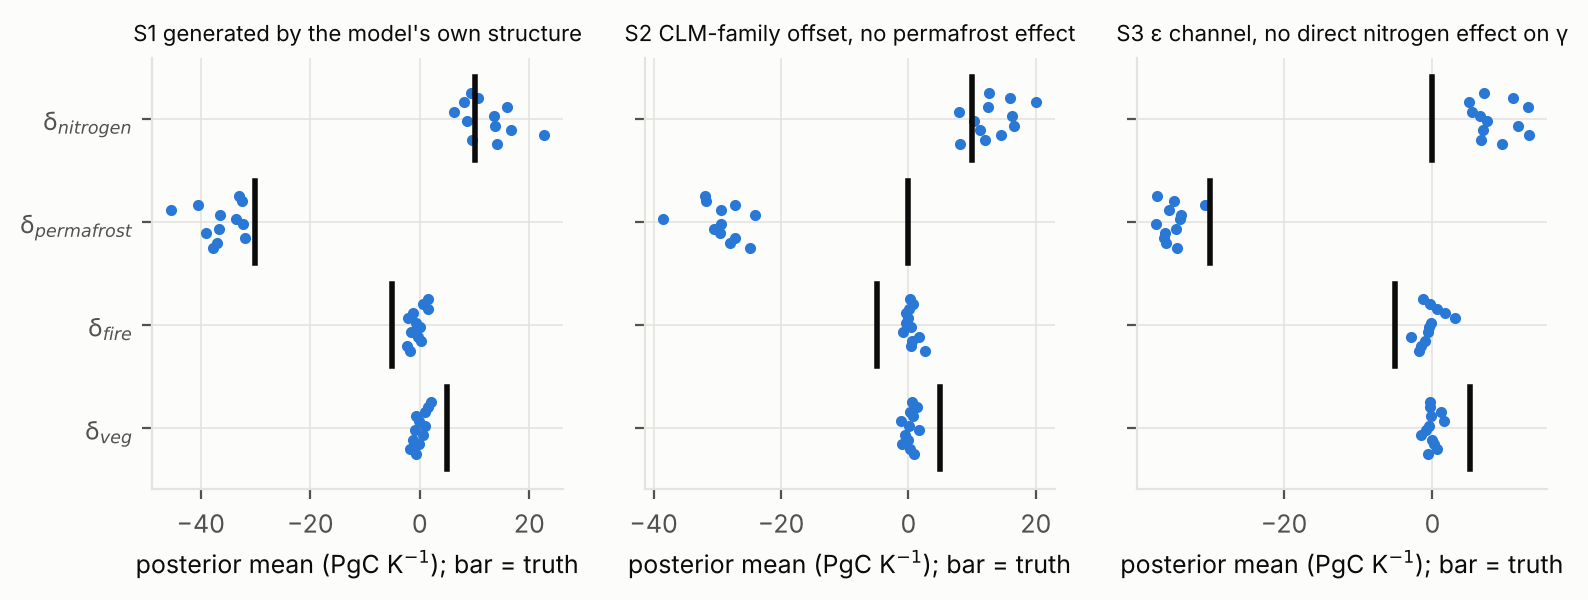 S1 generated by the model's own structure
S2 CLM-family offset, no permafrost effect
S3 ε channel, no direct nitrogen effect on γ
δnitrogen
δpermafrost
δfire
δveg
−40 −20 0 20
−40 −20 0 20
−20 0
posterior mean (PgC K⁻¹); bar = truth
posterior mean (PgC K⁻¹); bar = truth
posterior mean (PgC K⁻¹); bar = truth